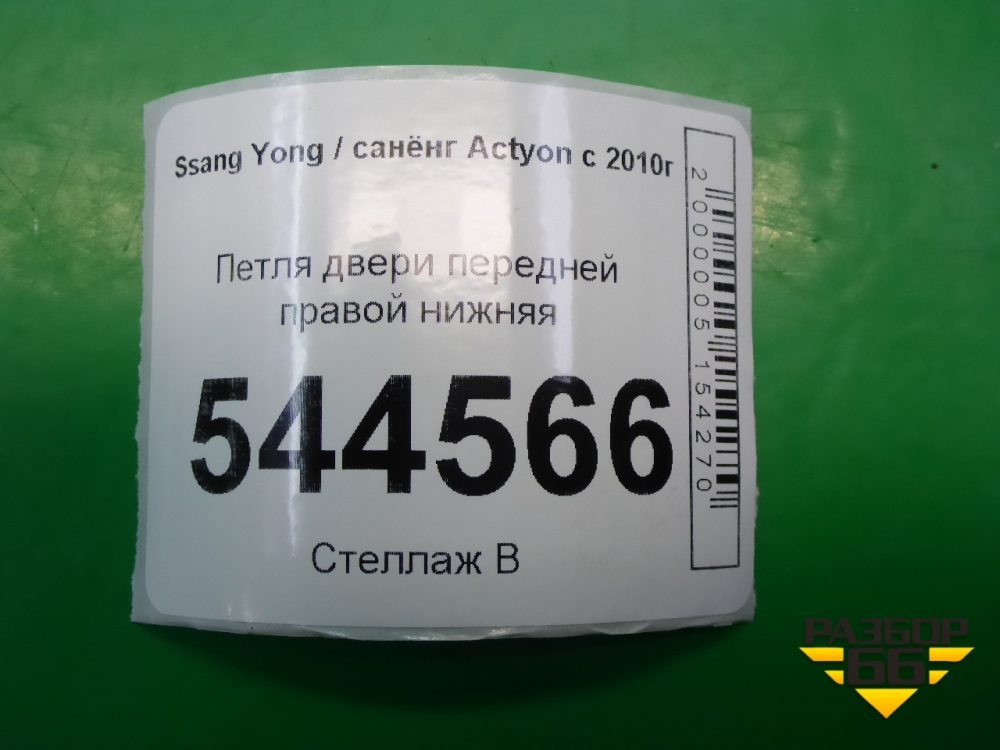 Ssang Yong / санёнг Actyon с 2010г
Петля двери передней
правой нижняя
544566
Стеллаж В
2000005154270
РАЗБОР
66